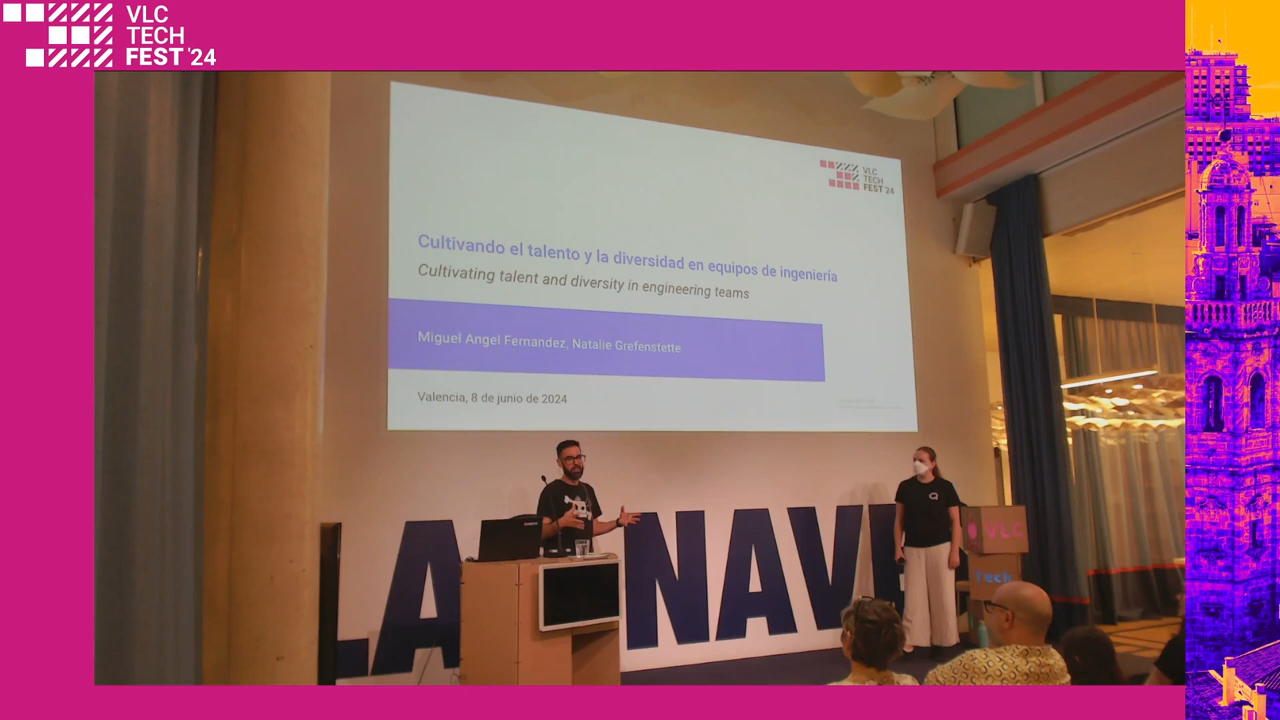 VLC
TECH
FEST '24
VLC
TECH
FEST'24
Cultivando el talento y la diversidad en equipos de ingeniería
Cultivating talent and diversity in engineering teams
Miguel Angel Fernandez, Natalie Grefenstette
Valencia, 8 de junio de 2024
LA NAVE
VLC
tech